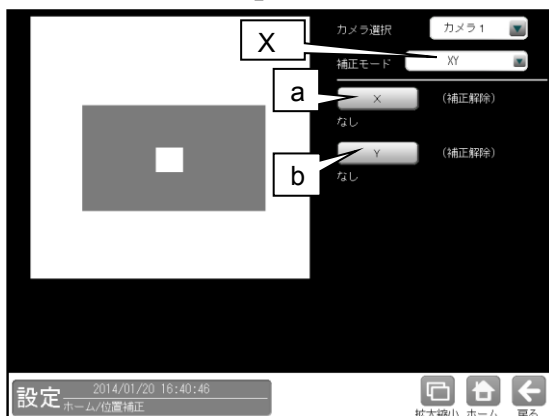 カメラ選択 カメラ1
X
補正モード XY
a
X (補正解除)
なし
b
Y (補正解除)
なし
設定 2014/01/20 16:40:46
ホーム/位置補正
拡大縮小 ホーム 戻る